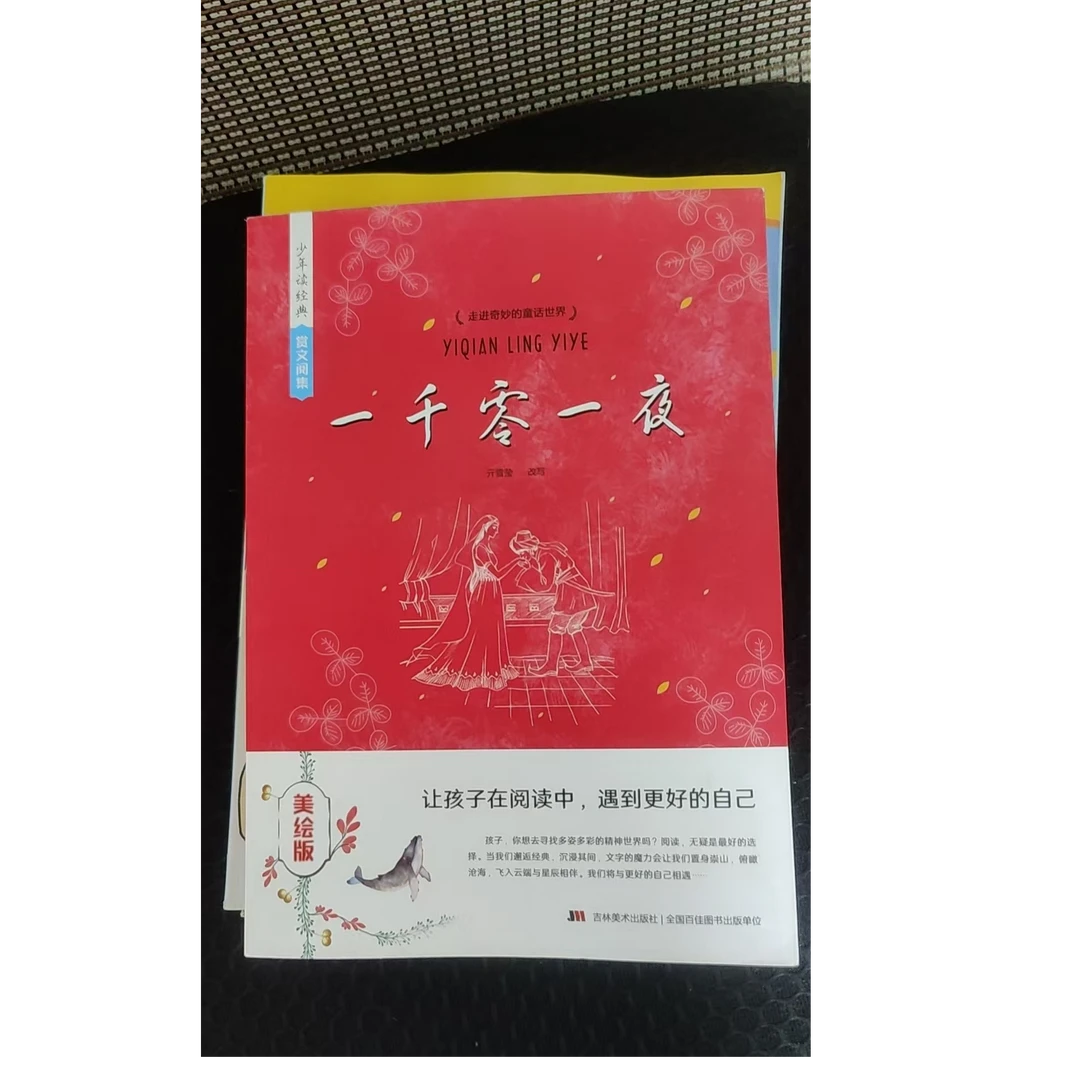 少年读经典
赏文阅集
（走进奇妙的童话世界）
YIQIAN LING YIYE
一千零一夜
亓雪莹 改写
美绘版
让孩子在阅读中，遇到更好的自己
孩子，你想去寻找多姿多彩的精神世界吗？阅读，无疑是最好的选
择。当我们邂逅经典，沉浸其间，文字的魔力会让我们置身崇山，俯瞰
沧海，飞入云端与星辰相伴。我们将与更好的自己相遇……
JM 吉林美术出版社 | 全国百佳图书出版单位